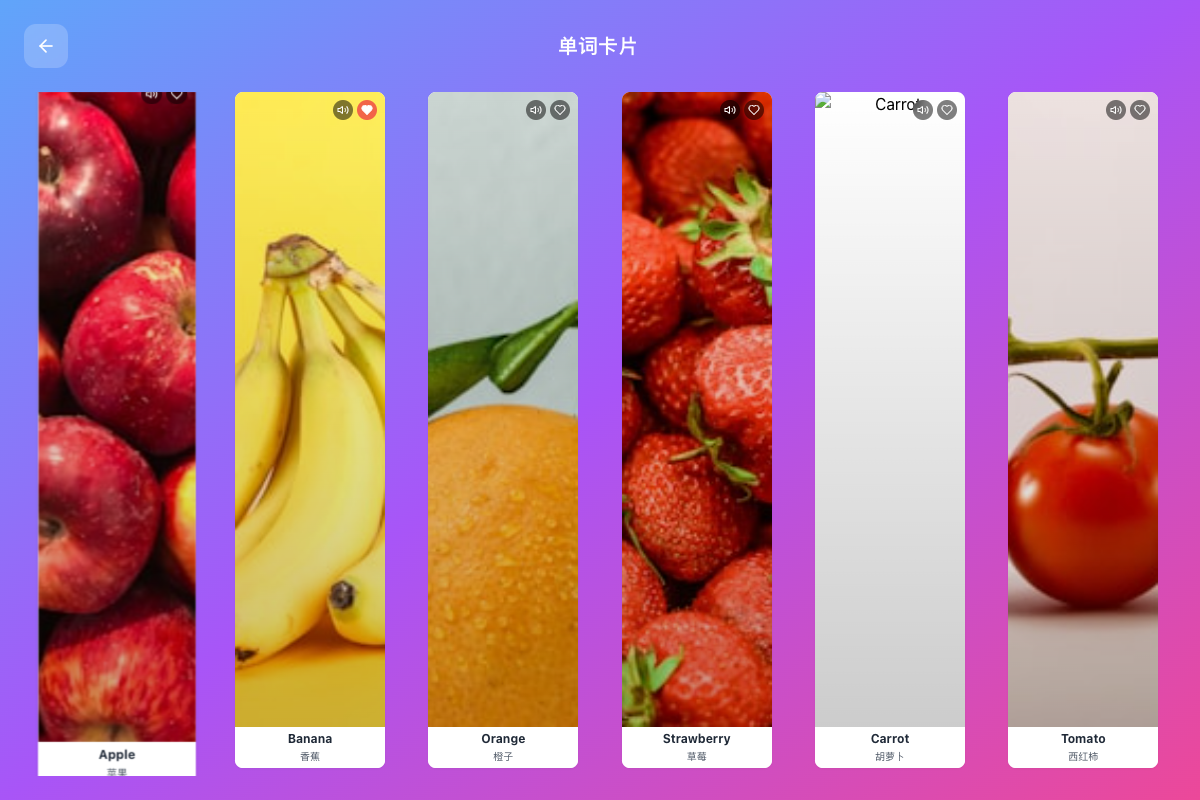 单词卡片
Apple
苹果
Banana
香蕉
Orange
橙子
Strawberry
草莓
Carrot
Carrot
胡萝卜
Tomato
西红柿